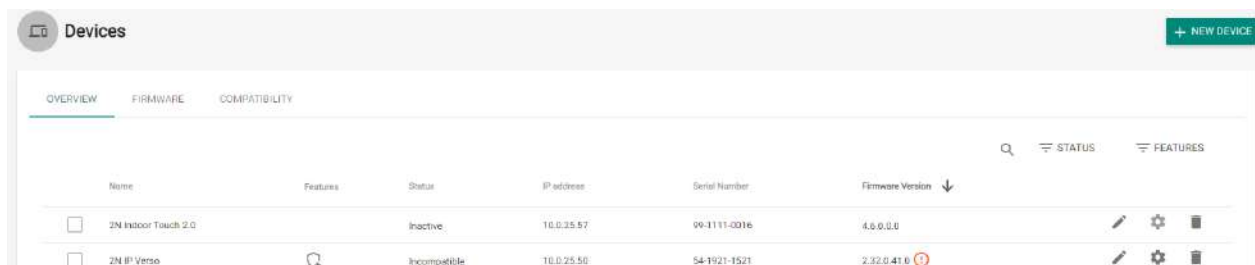 Devices
+ NEW DEVICE
OVERVIEW FIRMWARE COMPATIBILITY
STATUS FEATURES
Name Features Status IP address Serial Number Firmware Version
2N Indoor Touch 2.0 Inactive 10.0.25.57 99-1111-0016 4.6.0.0.0
2N IP Verso Incompatible 10.0.25.50 54-1921-1521 2.32.0.41.0